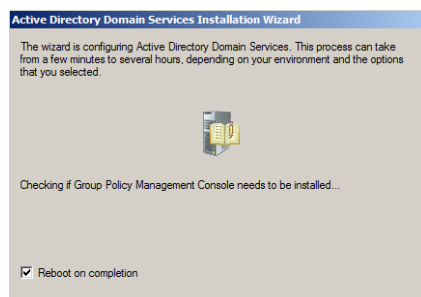 Active Directory Domain Services Installation Wizard
The wizard is configuring Active Directory Domain Services. This process can take
from a few minutes to several hours, depending on your environment and the options
that you selected.
Checking if Group Policy Management Console needs to be installed...
Reboot on completion